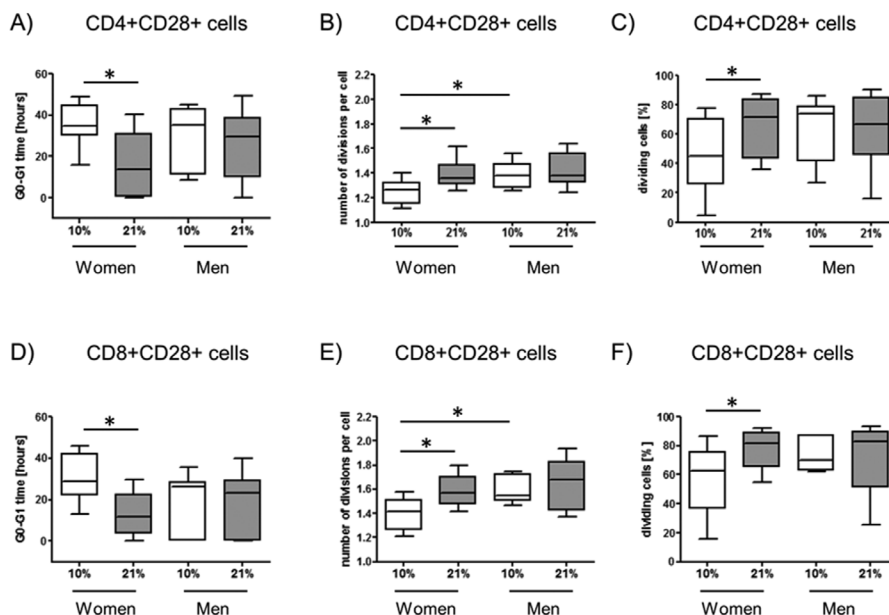 A) CD4+CD28+ cells
B) CD4+CD28+ cells
C) CD4+CD28+ cells
G0-G1 time [hours]
60
40
20
0
*
10% 21% 10% 21%
Women Men
number of divisions per cell
2.2
2.0
1.8
1.6
1.4
1.2
1.0
*
*
10% 21% 10% 21%
Women Men
dividing cells [%]
100
80
60
40
20
0
*
10% 21% 10% 21%
Women Men
D) CD8+CD28+ cells
E) CD8+CD28+ cells
F) CD8+CD28+ cells
G0-G1 time [hours]
60
40
20
0
*
10% 21% 10% 21%
Women Men
number of divisions per cell
2.2
2.0
1.8
1.6
1.4
1.2
1.0
*
*
10% 21% 10% 21%
Women Men
dividing cells [%]
100
80
60
40
20
0
*
10% 21% 10% 21%
Women Men